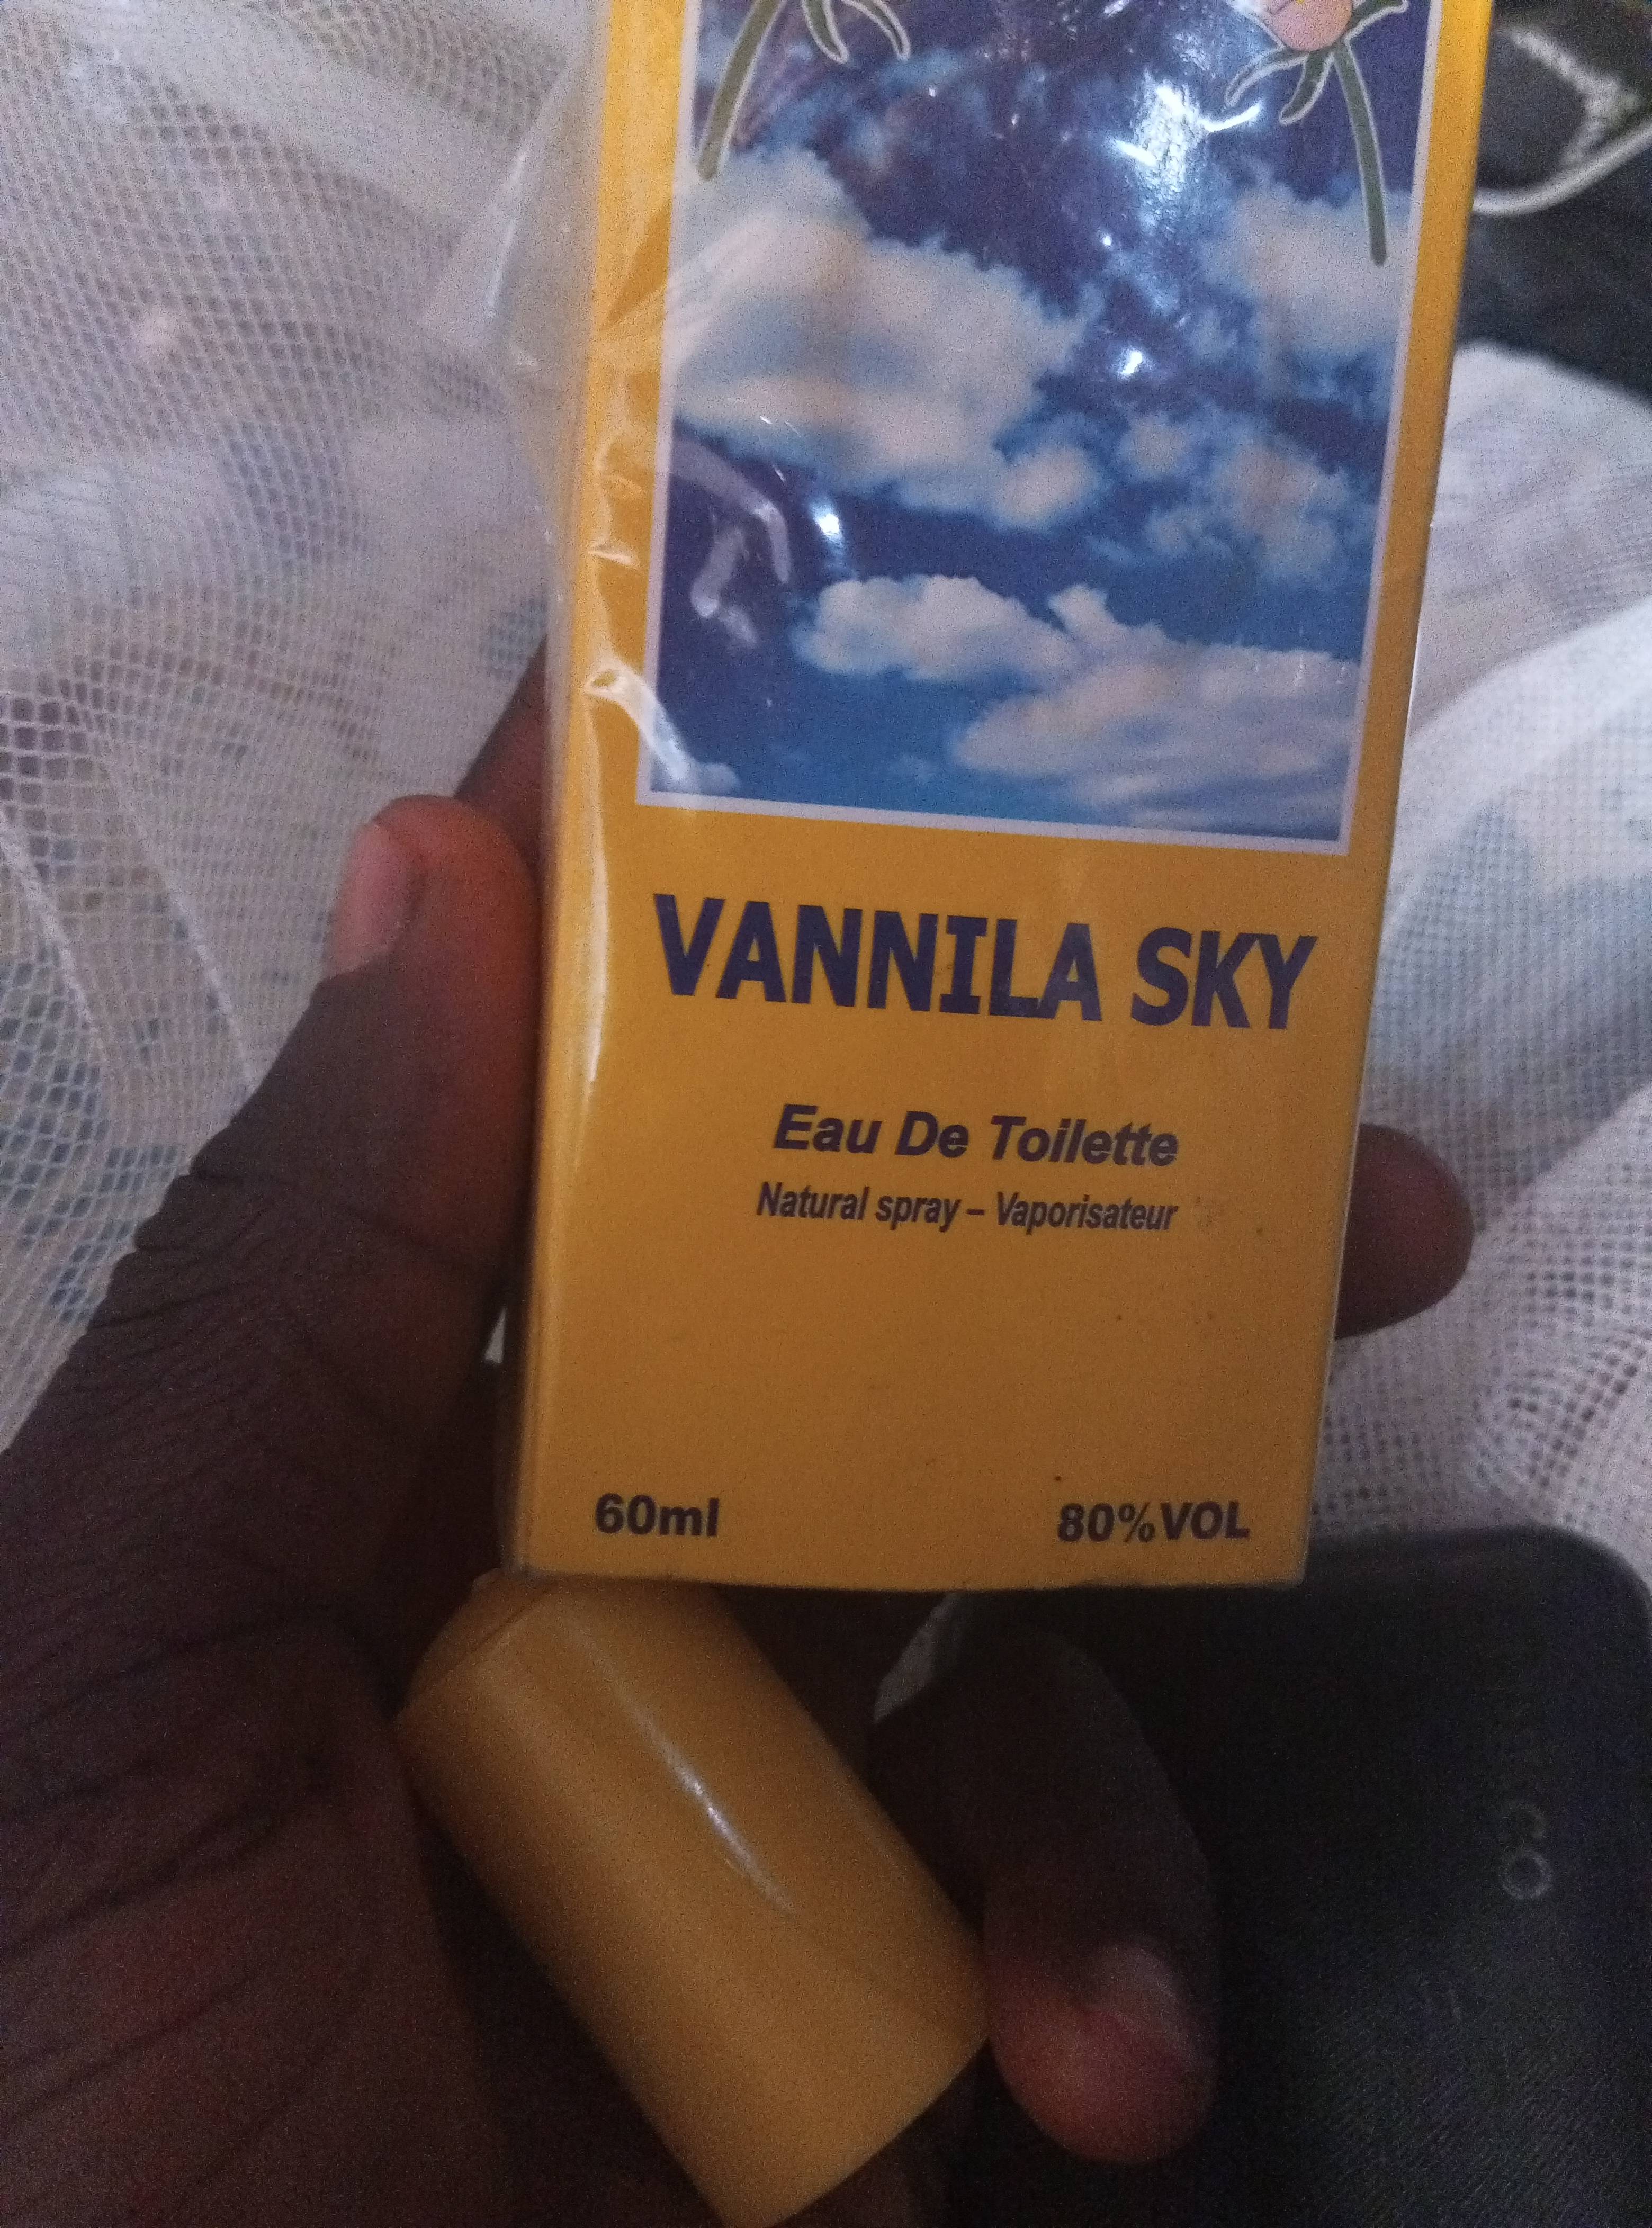 VANNILA SKY
Eau De Toilette
Natural spray – Vaporisateur
60ml
80%VOL